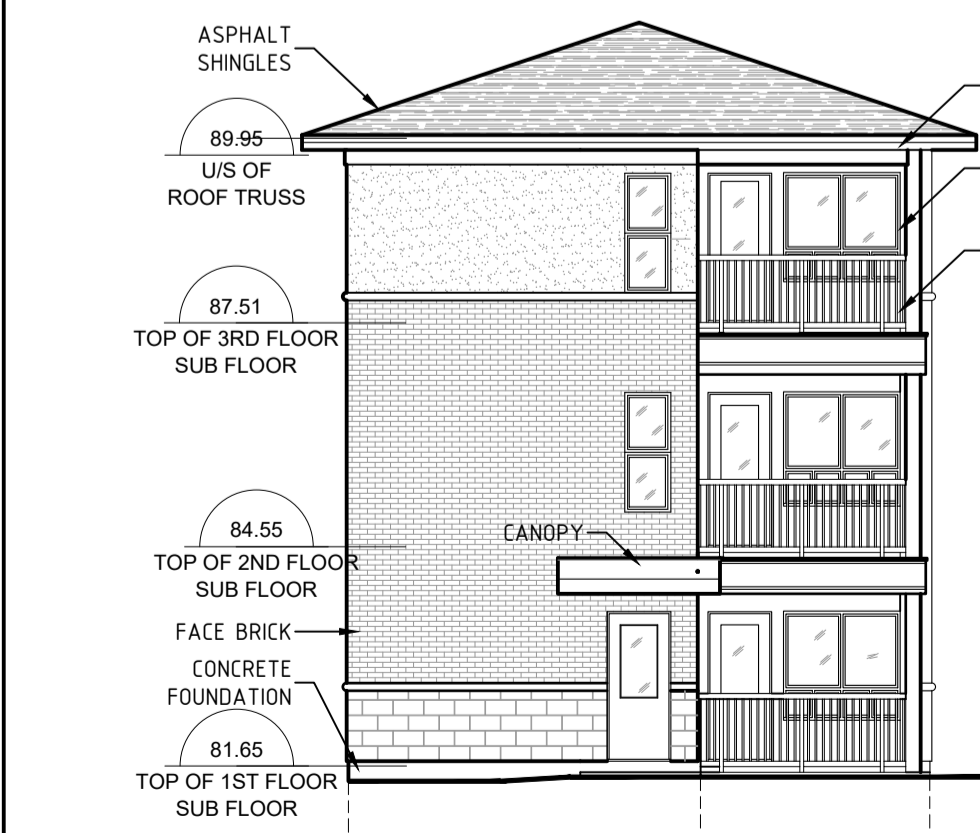 ASPHALT
SHINGLES
89.95
U/S OF
ROOF TRUSS
87.51
TOP OF 3RD FLOOR
SUB FLOOR
84.55
TOP OF 2ND FLOOR
SUB FLOOR
CANOPY
FACE BRICK
CONCRETE
FOUNDATION
81.65
TOP OF 1ST FLOOR
SUB FLOOR